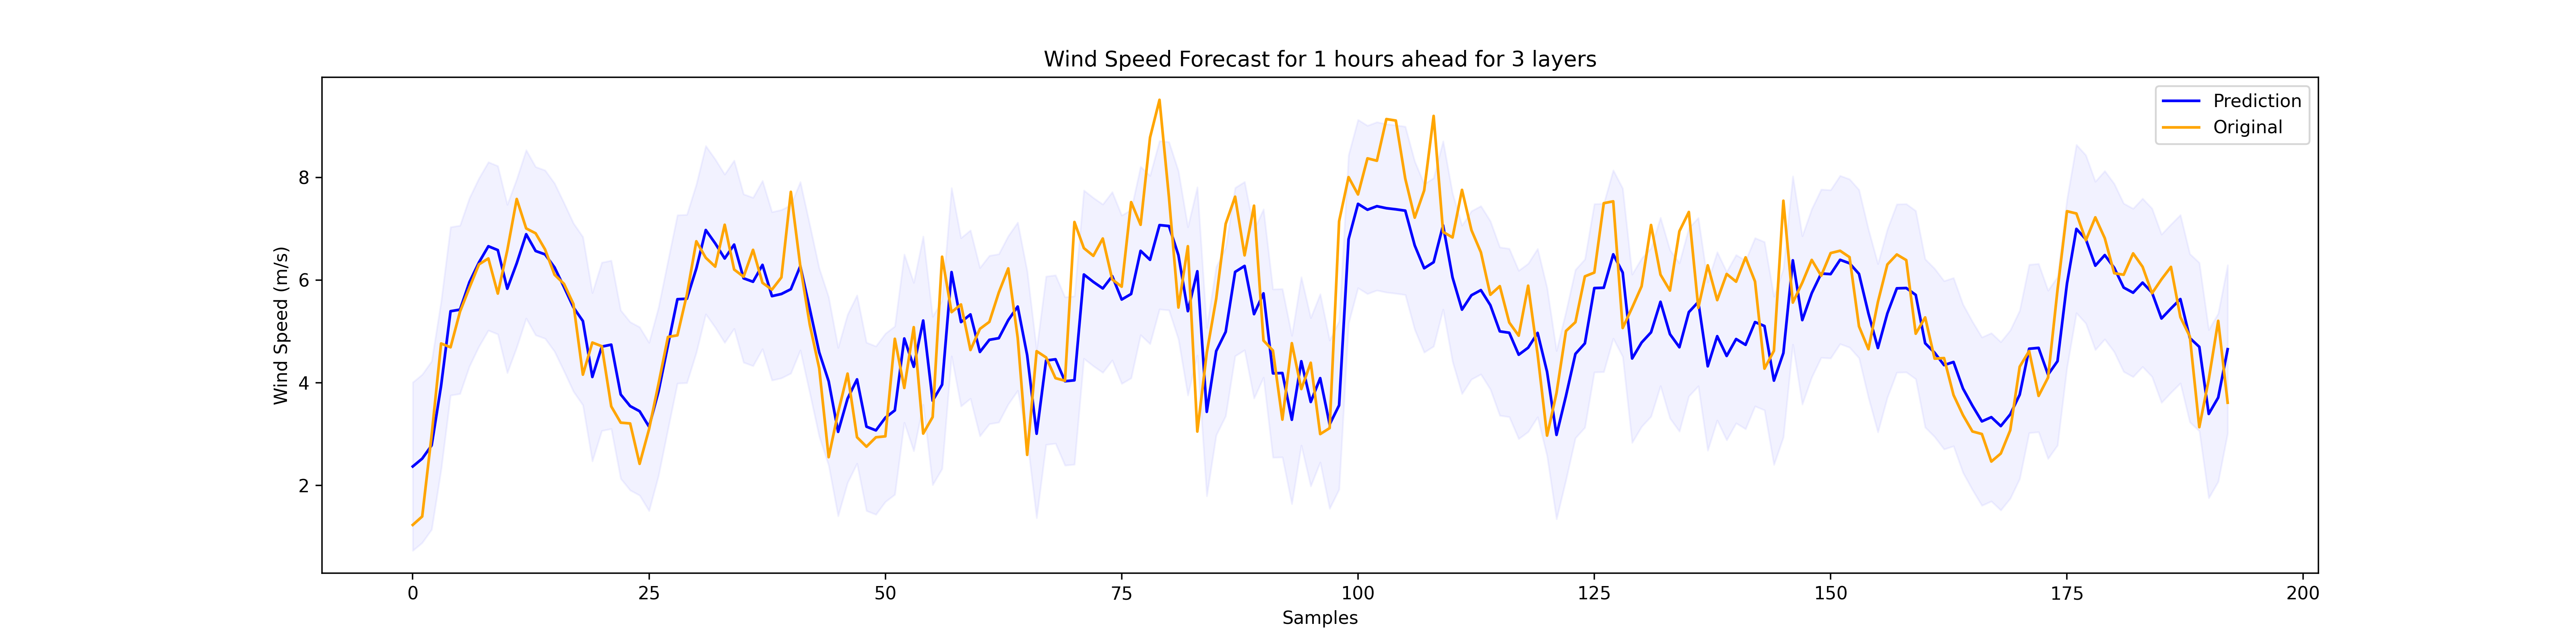 Wind Speed Forecast for 1 hours ahead for 3 layers
Prediction
Original
Wind Speed (m/s)
8
6
4
2
0 25 50 75 100 125 150 175 200
Samples